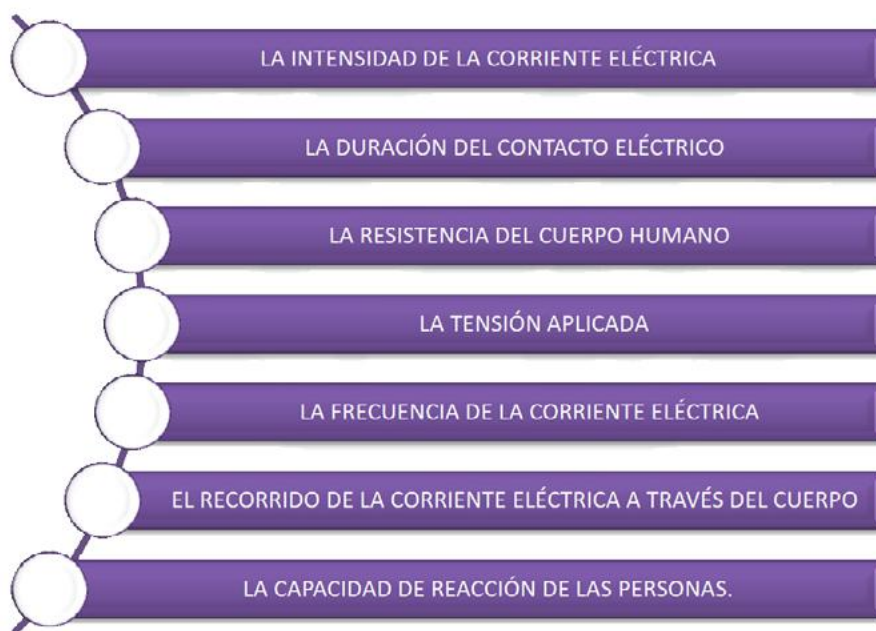 LA INTENSIDAD DE LA CORRIENTE ELÉCTRICA
LA DURACIÓN DEL CONTACTO ELÉCTRICO
LA RESISTENCIA DEL CUERPO HUMANO
LA TENSIÓN APLICADA
LA FRECUENCIA DE LA CORRIENTE ELÉCTRICA
EL RECORRIDO DE LA CORRIENTE ELÉCTRICA A TRAVÉS DEL CUERPO
LA CAPACIDAD DE REACCIÓN DE LAS PERSONAS.